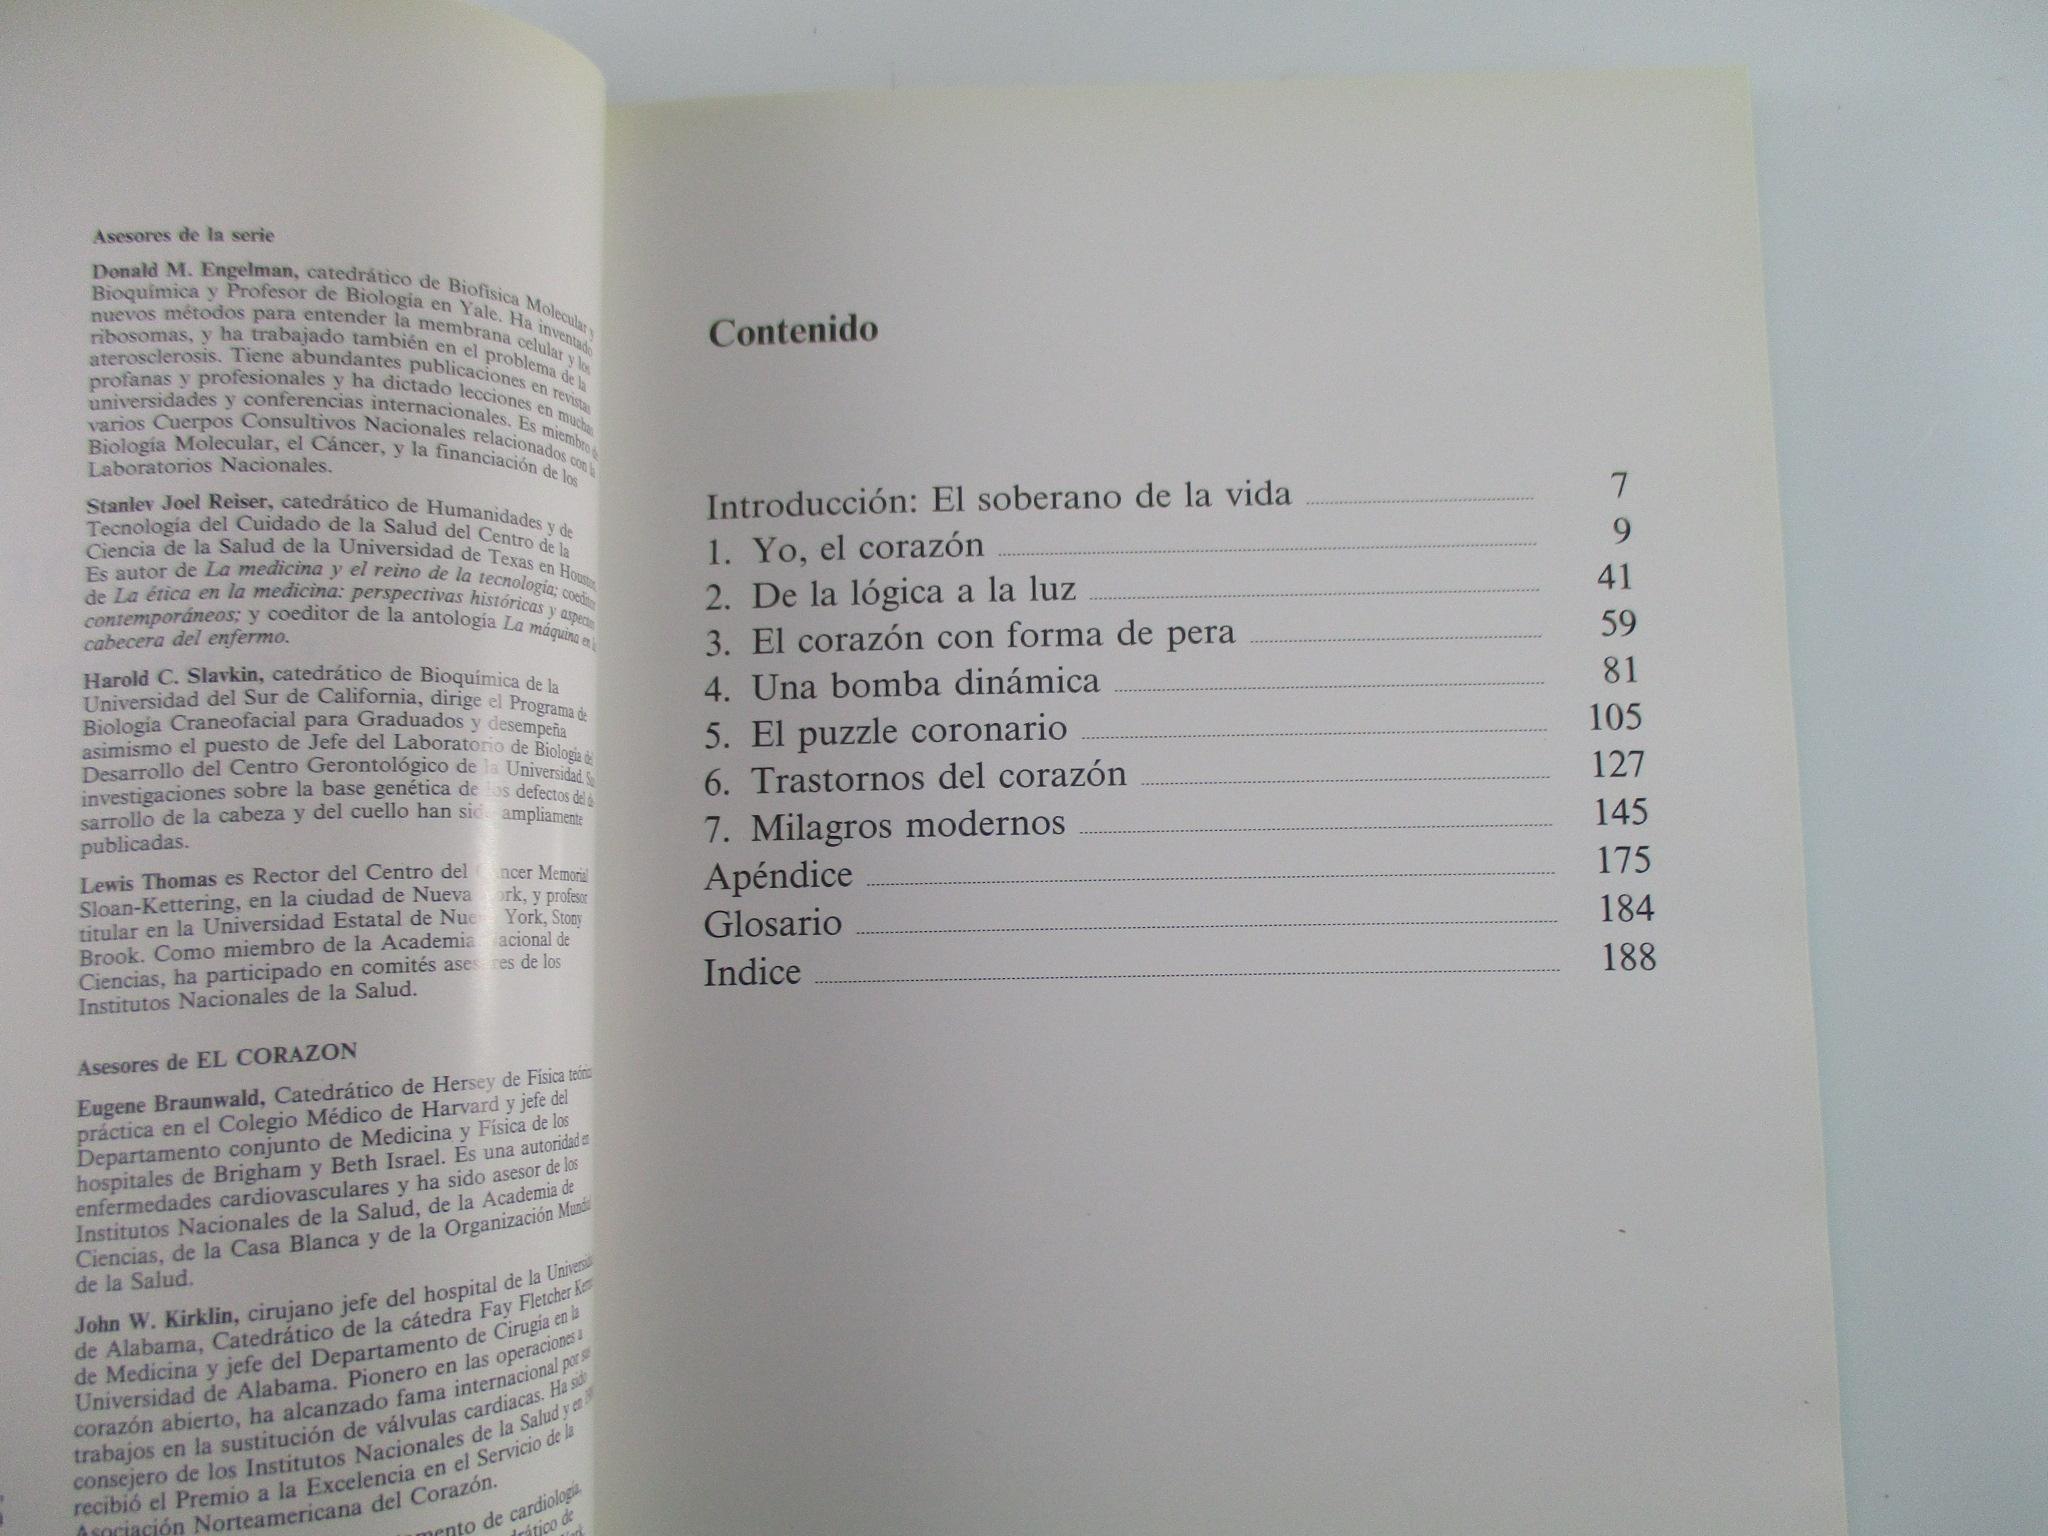 Asesores de la serie
Donald M. Engelman, catedrático de Biofísica Molecular y
Bioquímica y Profesor de Biología en Yale. Ha inventado
nuevos métodos para entender la membrana celular y los
ribosomas, y ha trabajado también en el problema de la
aterosclerosis. Tiene abundantes publicaciones en revistas
profanas y profesionales y ha dictado lecciones en muchas
universidades y conferencias internacionales. Es miembro de
varios Cuerpos Consultivos Nacionales relacionados con la
Biología Molecular, el Cáncer, y la financiación de los
Laboratorios Nacionales.
Stanley Joel Reiser, catedrático de Humanidades y de
Tecnología del Cuidado de la Salud del Centro de la
Ciencia de la Salud de la Universidad de Texas en Houston.
Es autor de La medicina y el reino de la tecnología; coeditor
de La ética en la medicina: perspectivas históricas y aspectos
contemporáneos; y coeditor de la antología La máquina en la
cabecera del enfermo.
Harold C. Slavkin, catedrático de Bioquímica de la
Universidad del Sur de California, dirige el Programa de
Biología Craneofacial para Graduados y desempeña
asimismo el puesto de Jefe del Laboratorio de Biología del
Desarrollo del Centro Gerontológico de la Universidad. Sus
investigaciones sobre la base genética de los defectos del de
sarrollo de la cabeza y del cuello han sido ampliamente
publicadas.
Lewis Thomas es Rector del Centro del Cáncer Memorial
Sloan-Kettering, en la ciudad de Nueva York, y profesor
titular en la Universidad Estatal de Nueva York, Stony
Brook. Como miembro de la Academia Nacional de
Ciencias, ha participado en comités asesores de los
Institutos Nacionales de la Salud.
Asesores de EL CORAZON
Eugene Braunwald, Catedrático de Hersey de Física teórica
práctica en el Colegio Médico de Harvard y jefe del
Departamento conjunto de Medicina y Física de los
hospitales de Brigham y Beth Israel. Es una autoridad en
enfermedades cardiovasculares y ha sido asesor de los
Institutos Nacionales de la Salud, de la Academia de
Ciencias, de la Casa Blanca y de la Organización Mundial
de la Salud.
John W. Kirklin, cirujano jefe del hospital de la Universidad
de Alabama, Catedrático de la cátedra Fay Fletcher
de Medicina y jefe del Departamento de Cirugía en la
Universidad de Alabama. Pionero en las operaciones a
corazón abierto, ha alcanzado fama internacional por sus
trabajos en la sustitución de válvulas cardiacas. Ha sido
consejero de los Institutos Nacionales de la Salud y en
recibió el Premio a la Excelencia en el Servicio de la
Asociación Norteamericana del Corazón.
de cardiología,
de
Contenido
Introducción: El soberano de la vida 7
1. Yo, el corazón 9
2. De la lógica a la luz 41
3. El corazón con forma de pera 59
4. Una bomba dinámica 81
5. El puzzle coronario 105
6. Trastornos del corazón 127
7. Milagros modernos 145
Apéndice 175
Glosario 184
Indice 188